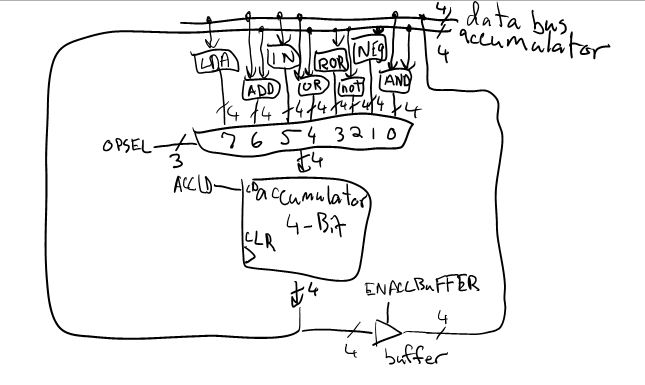 4 data bus
4 accumulator
LDA ADD IN OR ROR not NEG AND
4 4 4 4 4 4 4 4
OPSEL 3 7 6 5 4 3 2 1 0
4
ACCLD LD accumulator
4-Bit
CLR
4
ENACCBUFFER
4 4
buffer